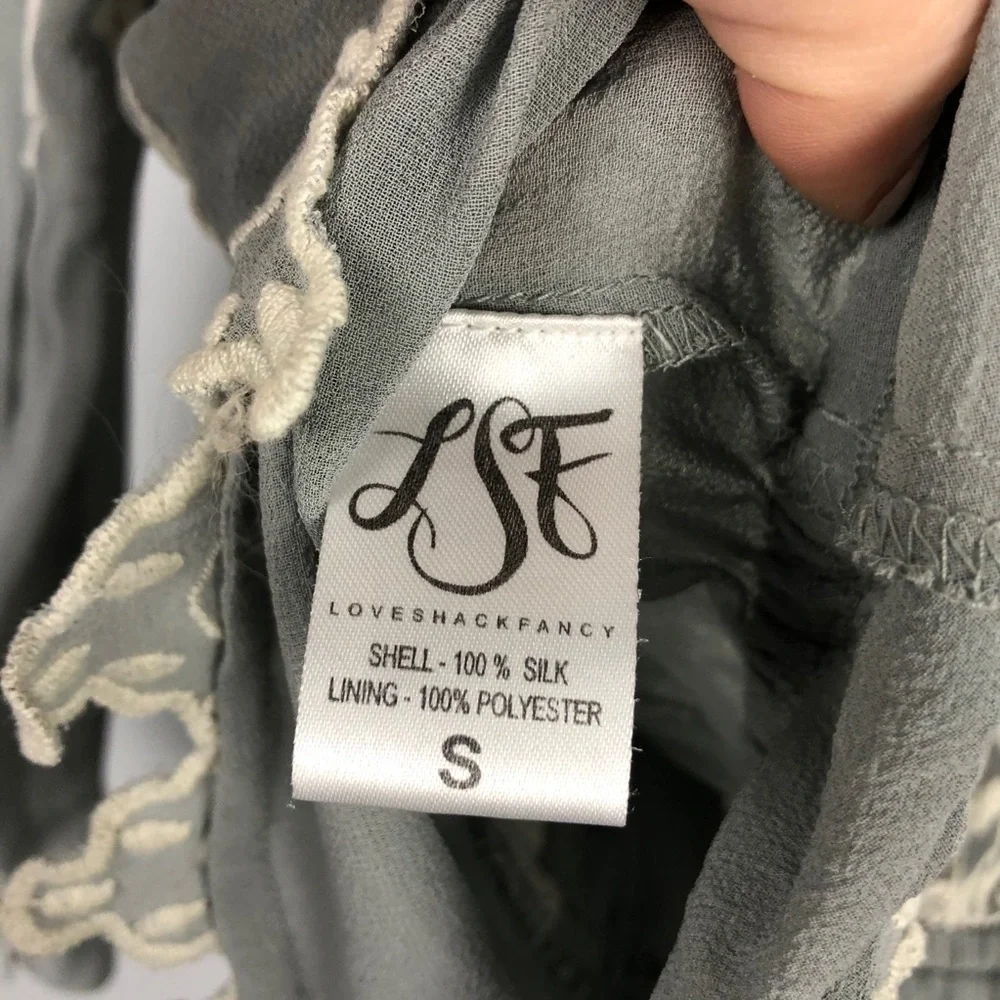 LSF
LOVESHACKFANCY
SHELL - 100 % SILK
LINING - 100% POLYESTER
S